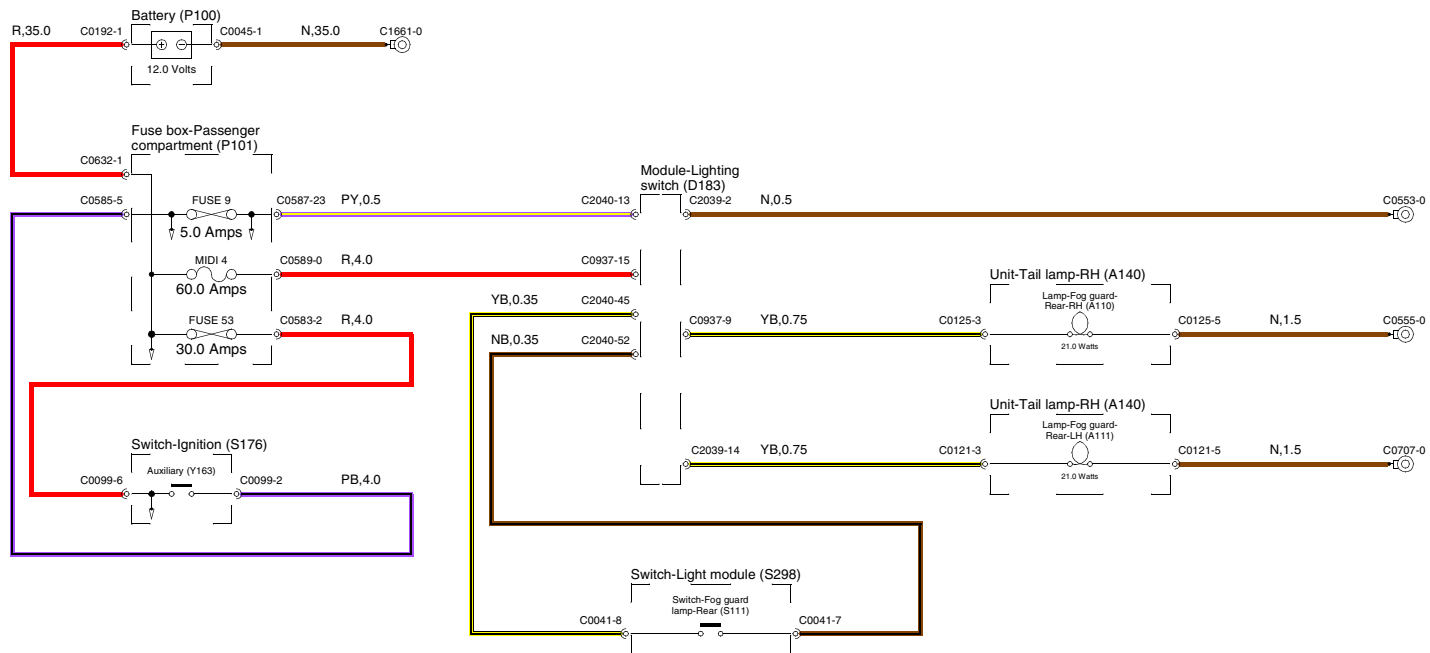 Battery (P100)
R,35.0
C0192-1
C0045-1
N,35.0
C1661-0
12.0 Volts
Fuse box-Passenger
compartment (P101)
C0632-1
C0585-5
FUSE 9
5.0 Amps
C0587-23
PY,0.5
MIDI 4
60.0 Amps
C0589-0
R,4.0
FUSE 53
30.0 Amps
C0583-2
R,4.0
Module-Lighting
switch (D183)
C2040-13
C2039-2
N,0.5
C0553-0
C0937-15
YB,0.35
C2040-45
NB,0.35
C2040-52
C0937-9
YB,0.75
C0125-3
Unit-Tail lamp-RH (A140)
Lamp-Fog guard-
Rear-RH (A110)
21.0 Watts
C0125-5
N,1.5
C0555-0
C2039-14
YB,0.75
C0121-3
Unit-Tail lamp-RH (A140)
Lamp-Fog guard-
Rear-LH (A111)
21.0 Watts
C0121-5
N,1.5
C0707-0
Switch-Ignition (S176)
Auxiliary (Y163)
C0099-6
C0099-2
PB,4.0
Switch-Light module (S298)
Switch-Fog guard
lamp-Rear (S111)
C0041-8
C0041-7